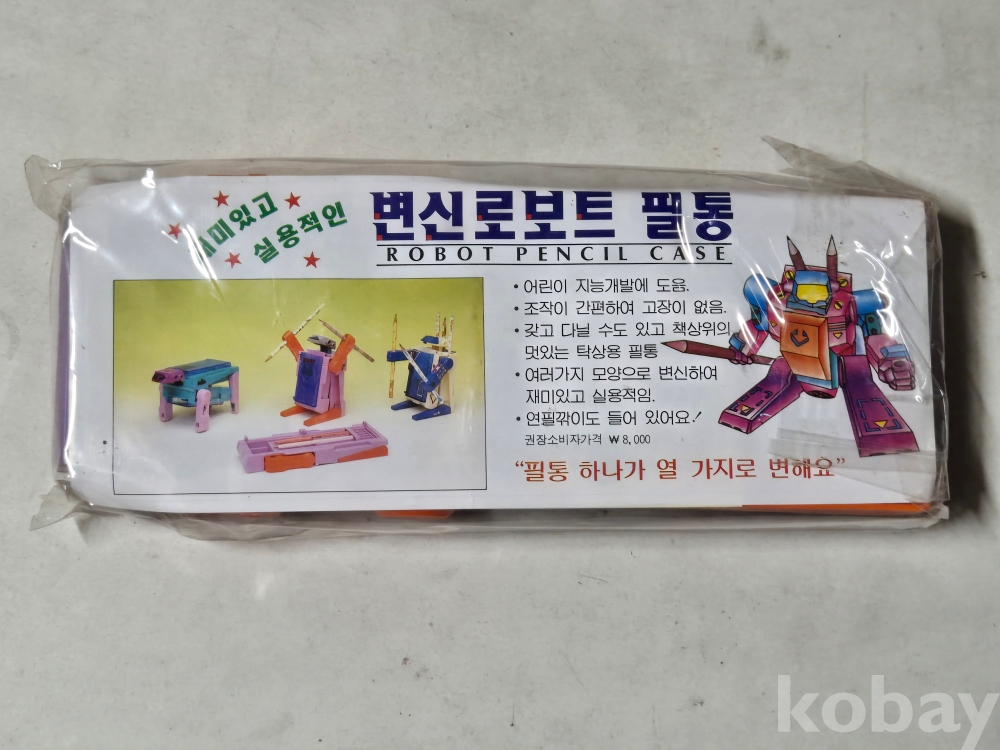 재미있고
실용적인
변신로보트 필통
ROBOT PENCIL CASE
• 어린이 지능개발에 도움.
• 조작이 간편하여 고장이 없음.
• 갖고 다닐 수도 있고 책상위의
멋있는 탁상용 필통
• 여러가지 모양으로 변신하여
재미있고 실용적임.
• 연필깎이도 들어 있어요!
권장소비자가격 ₩ 8,000
“필통 하나가 열 가지로 변해요”
kobay